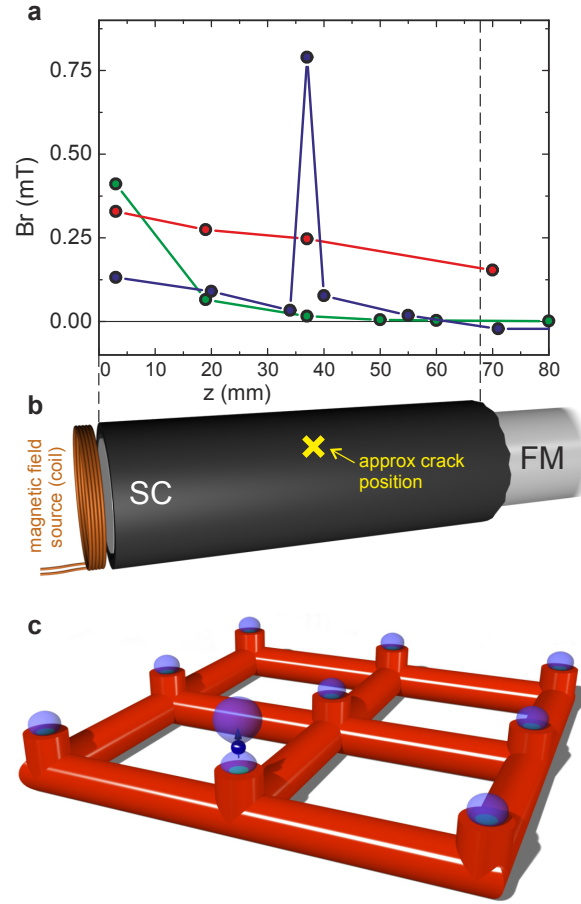 a
0.75
0.50
0.25
0.00
Br (mT)
0 10 20 30 40 50 60 70 80
z (mm)
b
magnetic field
source (coil)
SC
approx crack
position
FM
c